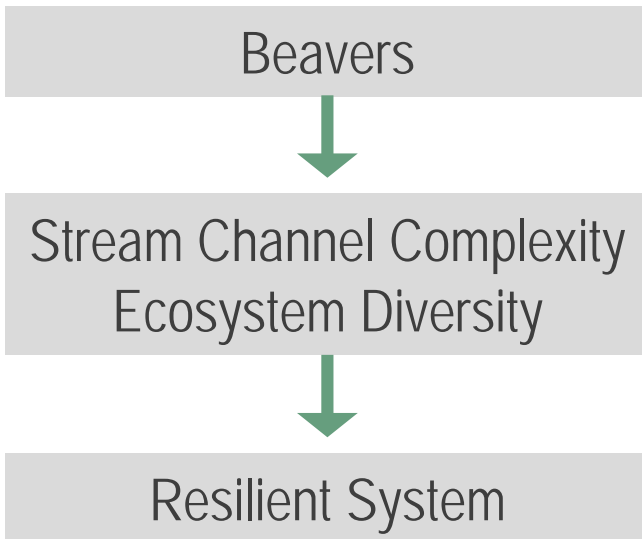 Beavers
Stream Channel Complexity
Ecosystem Diversity
Resilient System